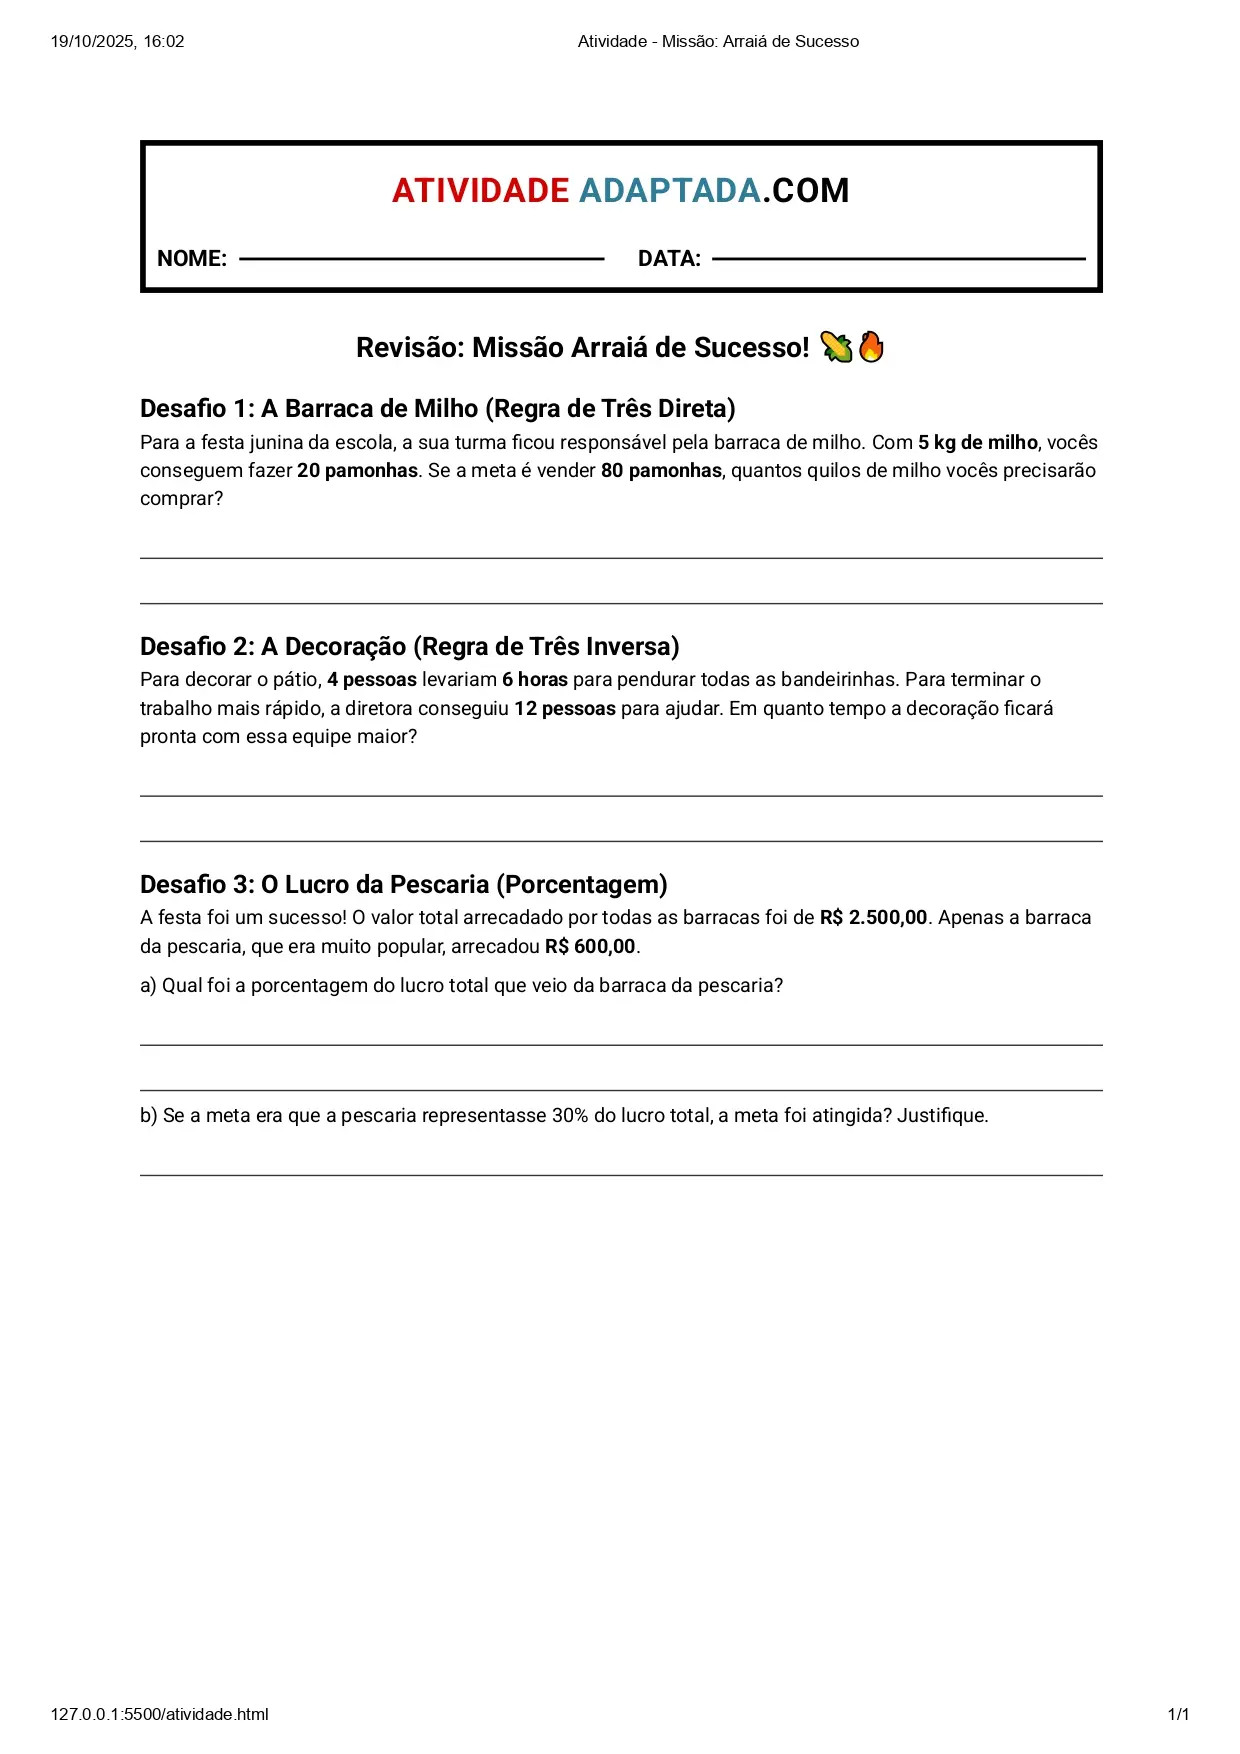 19/10/2025, 16:02
Atividade - Missão: Arraiá de Sucesso
ATIVIDADE ADAPTADA.COM
NOME: DATA:
Revisão: Missão Arraiá de Sucesso! 🌽🔥
Desafio 1: A Barraca de Milho (Regra de Três Direta)
Para a festa junina da escola, a sua turma ficou responsável pela barraca de milho. Com 5 kg de milho, vocês
conseguem fazer 20 pamonhas. Se a meta é vender 80 pamonhas, quantos quilos de milho vocês precisarão
comprar?
Desafio 2: A Decoração (Regra de Três Inversa)
Para decorar o pátio, 4 pessoas levariam 6 horas para pendurar todas as bandeirinhas. Para terminar o
trabalho mais rápido, a diretora conseguiu 12 pessoas para ajudar. Em quanto tempo a decoração ficará
pronta com essa equipe maior?
Desafio 3: O Lucro da Pescaria (Porcentagem)
A festa foi um sucesso! O valor total arrecadado por todas as barracas foi de R$ 2.500,00. Apenas a barraca
da pescaria, que era muito popular, arrecadou R$ 600,00.
a) Qual foi a porcentagem do lucro total que veio da barraca da pescaria?
b) Se a meta era que a pescaria representasse 30% do lucro total, a meta foi atingida? Justifique.
127.0.0.1:5500/atividade.html
1/1